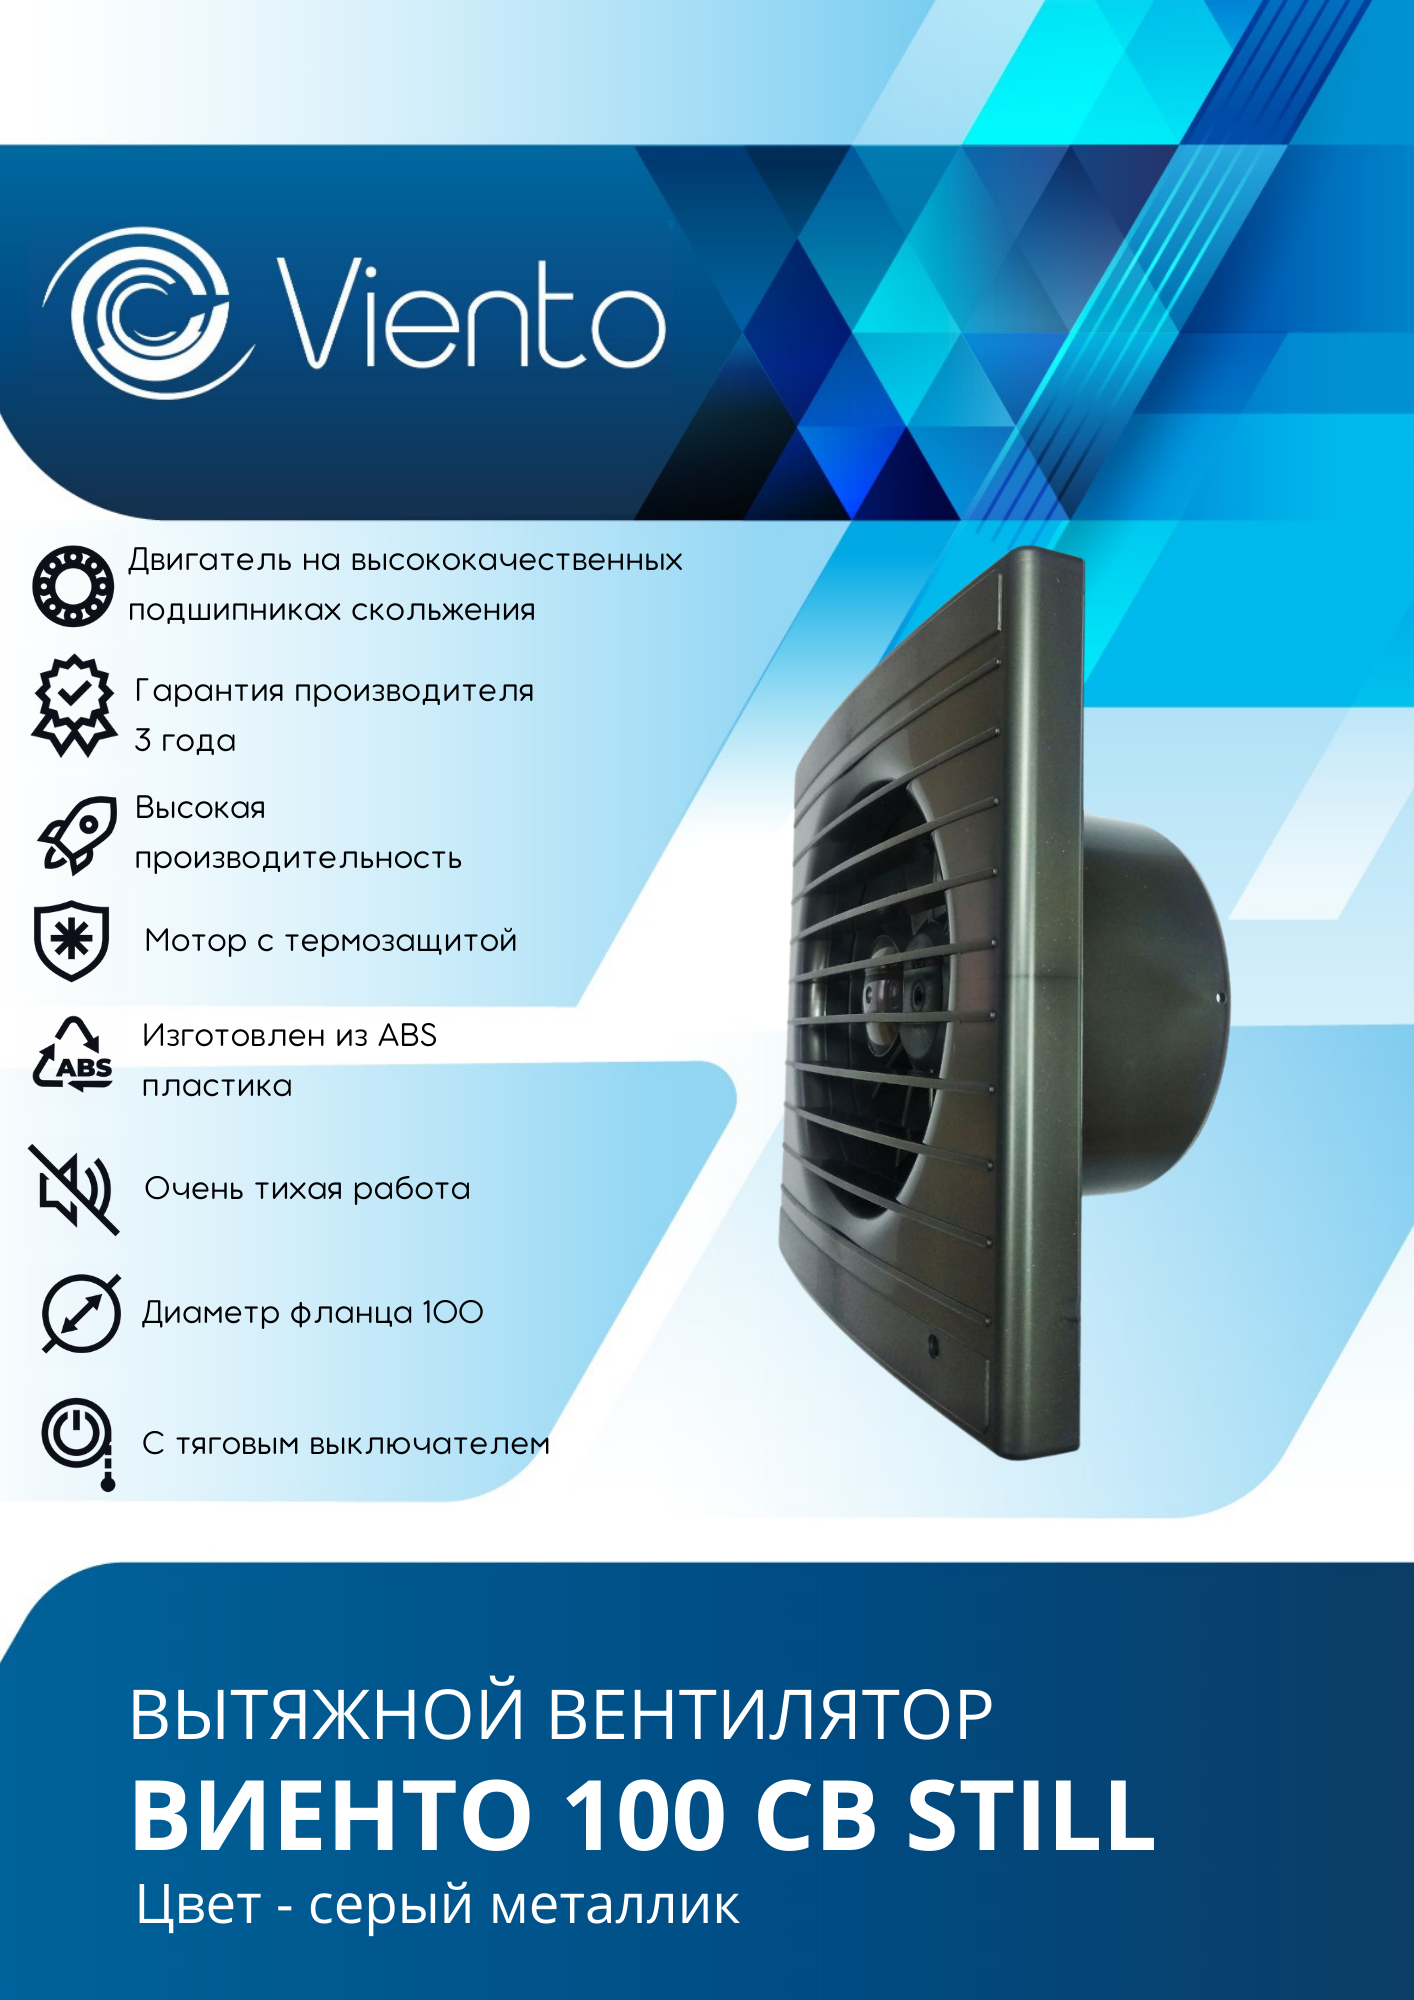 Viento
Двигатель на высококачественных
подшипниках скольжения
Гарантия производителя
3 года
Высокая
производительность
Мотор с термозащитой
Изготовлен из ABS
пластика
ABS
Очень тихая работа
Диаметр фланца 100
С тяговым выключателем
ВЫТЯЖНОЙ ВЕНТИЛЯТОР
ВИЕНТО 100 СВ STILL
Цвет - серый металлик